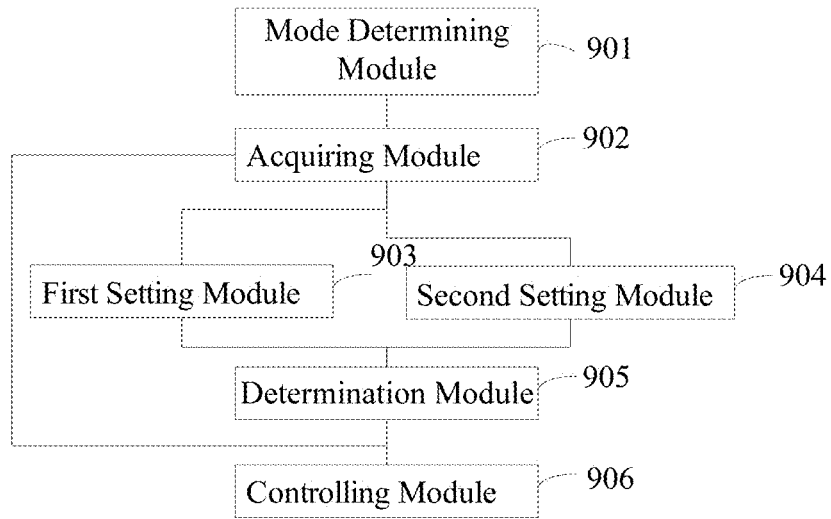 Mode Determining
Module
901
Acquiring Module
902
First Setting Module
903
Second Setting Module
904
Determination Module
905
Controlling Module
906